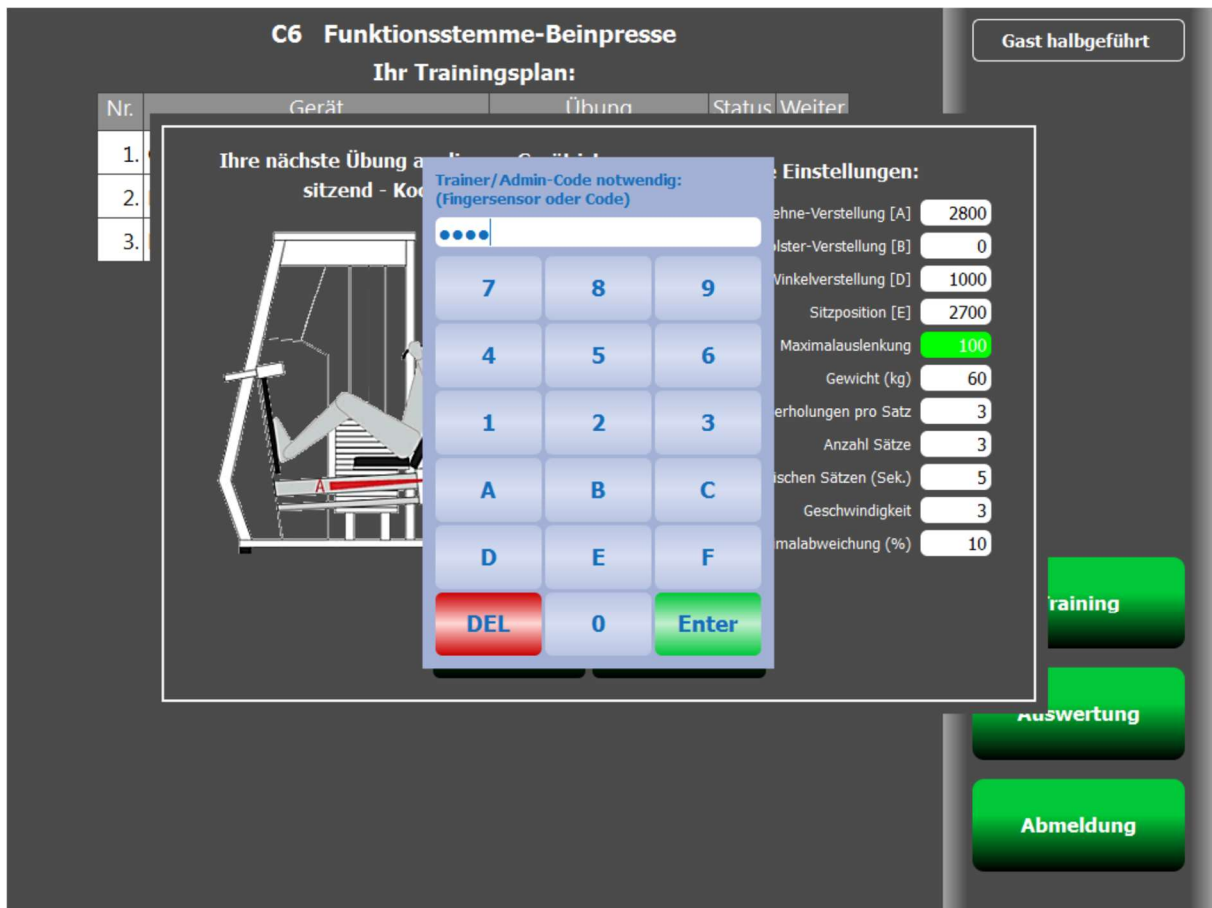 C6 Funktionsstemme-Beinpresse
Gast halbgeführt
Ihr Trainingsplan:
Nr. Gerät Übung Status Weiter
1.
2.
3.
Ihre nächste Übung
sitzend -
Einstellungen:
Trainer/Admin-Code notwendig:
(Fingersensor oder Code)
●●●●
7 8 9
4 5 6
1 2 3
A B C
D E F
DEL 0 Enter
A
ehne-Verstellung [A] 2800
olster-Verstellung [B] 0
Winkelverstellung [D] 1000
Sitzposition [E] 2700
Maximalauslenkung 100
Gewicht (kg) 60
erholungen pro Satz 3
Anzahl Sätze 3
ischen Sätzen (Sek.) 5
Geschwindigkeit 3
malabweichung (%) 10
raining
Auswertung
Abmeldung